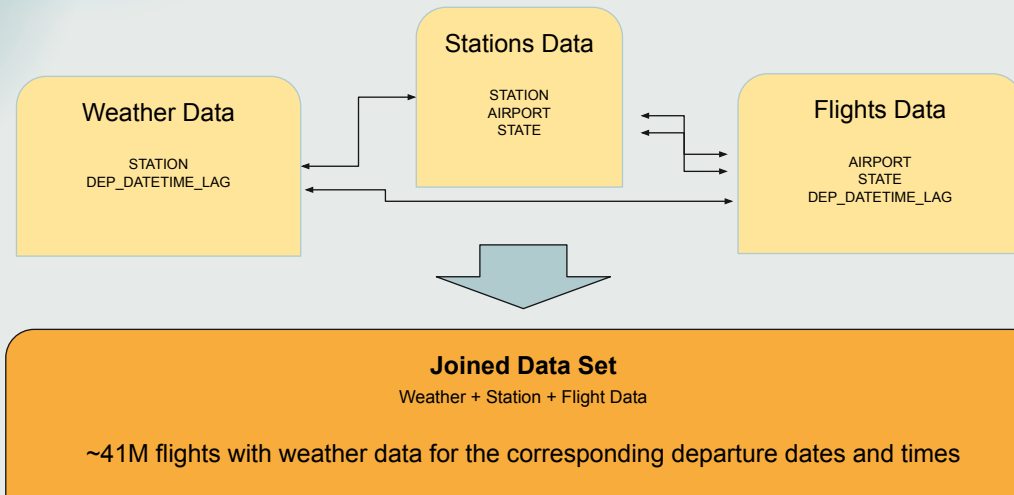 Stations Data
STATION
AIRPORT
STATE
Weather Data
STATION
DEP_DATETIME_LAG
Flights Data
AIRPORT
STATE
DEP_DATETIME_LAG
Joined Data Set
Weather + Station + Flight Data
~41M flights with weather data for the corresponding departure dates and times